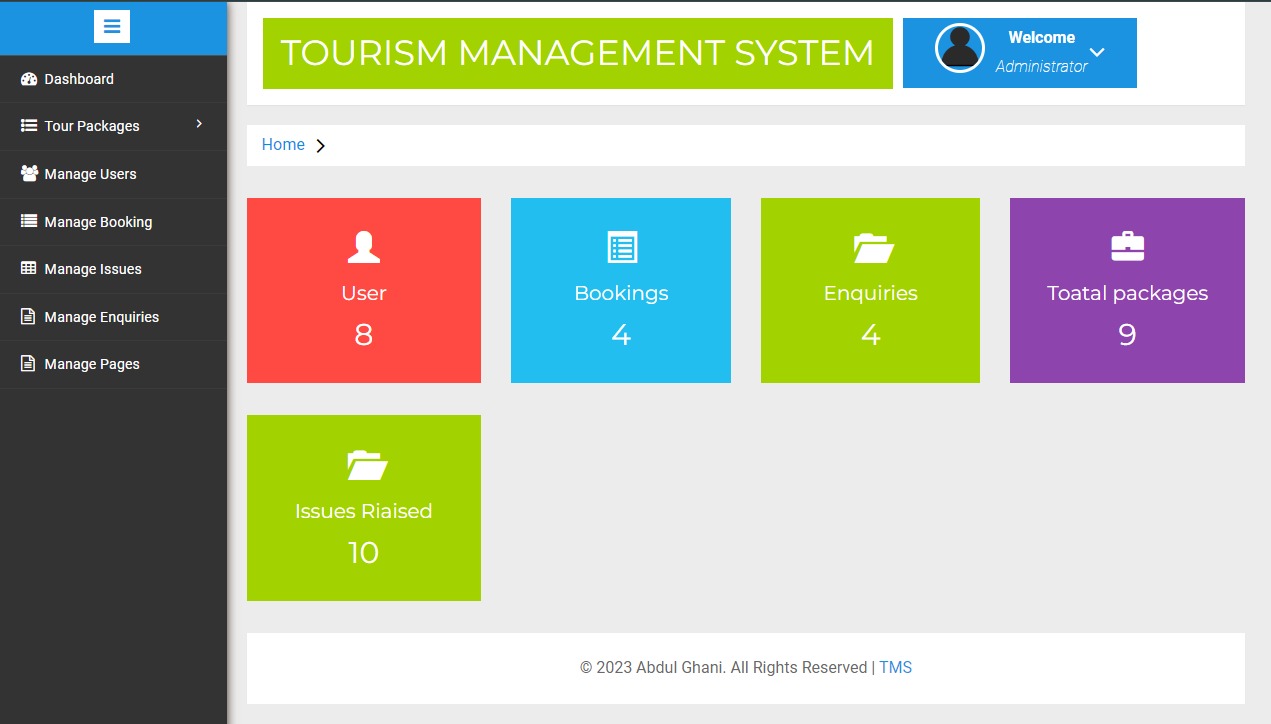 TOURISM MANAGEMENT SYSTEM
Welcome
Administrator
Dashboard
Tour Packages
Manage Users
Manage Booking
Manage Issues
Manage Enquiries
Manage Pages
Home
User
8
Bookings
4
Enquiries
4
Toatal packages
9
Issues Riaised
10
© 2023 Abdul Ghani. All Rights Reserved | TMS